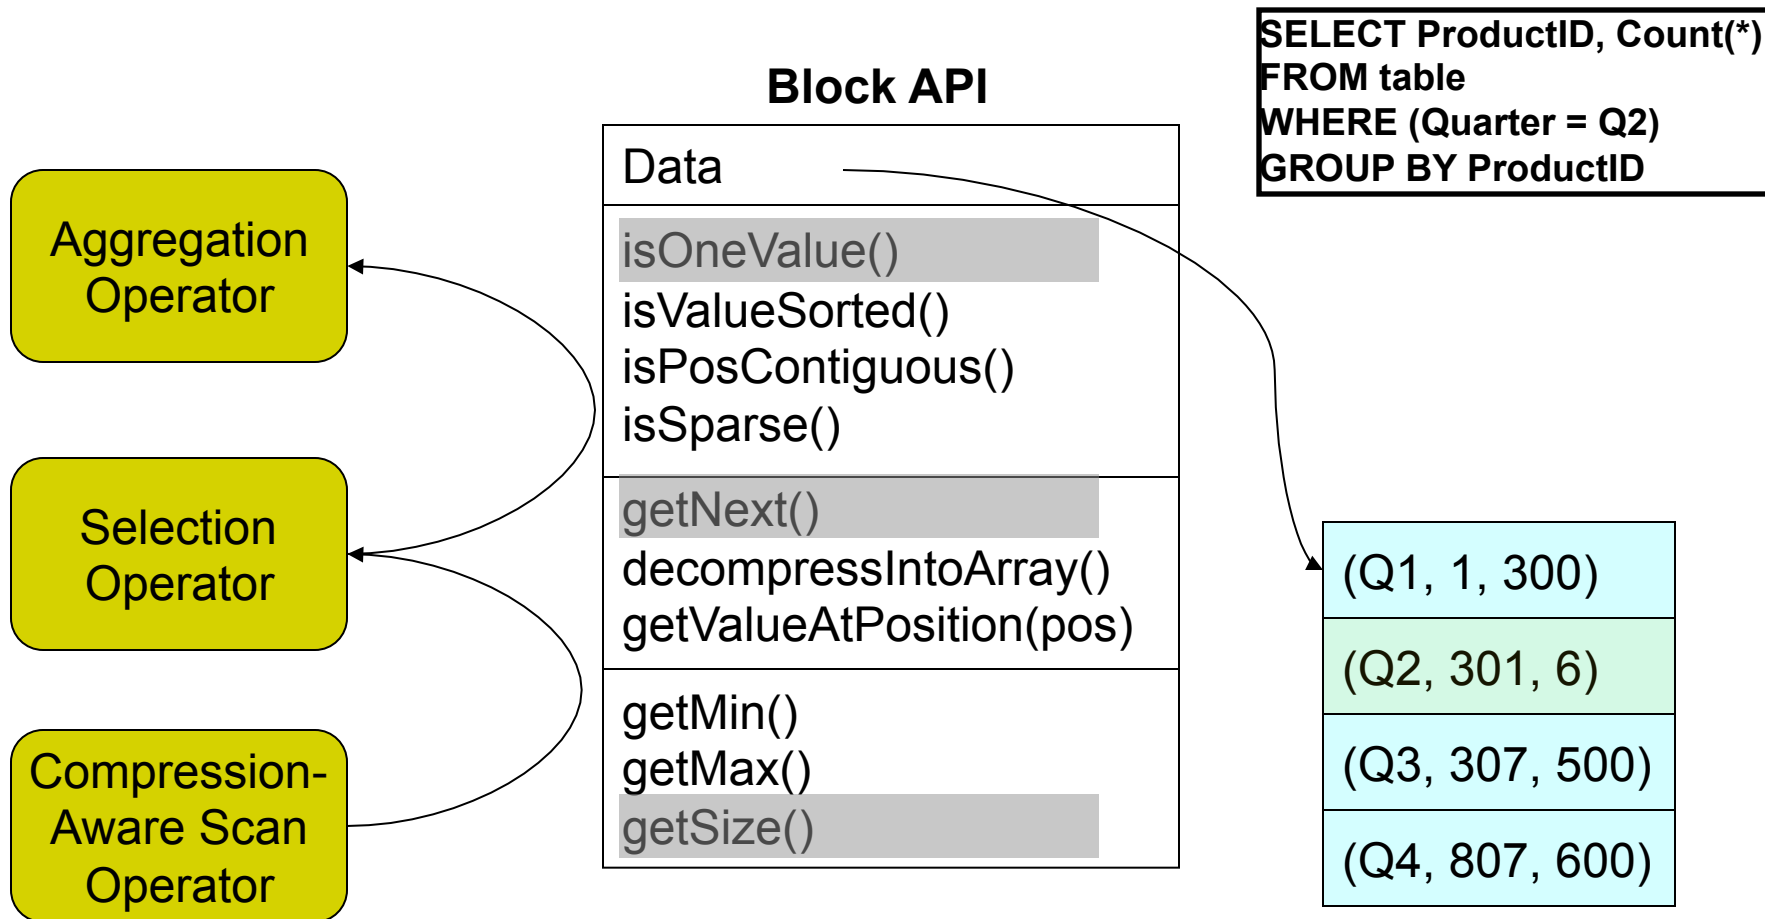 SELECT ProductID, Count(*)
FROM table
WHERE (Quarter = Q2)
GROUP BY ProductID
Block API
Data
isOneValue()
isValueSorted()
isPosContiguous()
isSparse()
getNext()
decompressIntoArray()
getValueAtPosition(pos)
getMin()
getMax()
getSize()
Aggregation
Operator
Selection
Operator
Compression-
Aware Scan
Operator
(Q1, 1, 300)
(Q2, 301, 6)
(Q3, 307, 500)
(Q4, 807, 600)